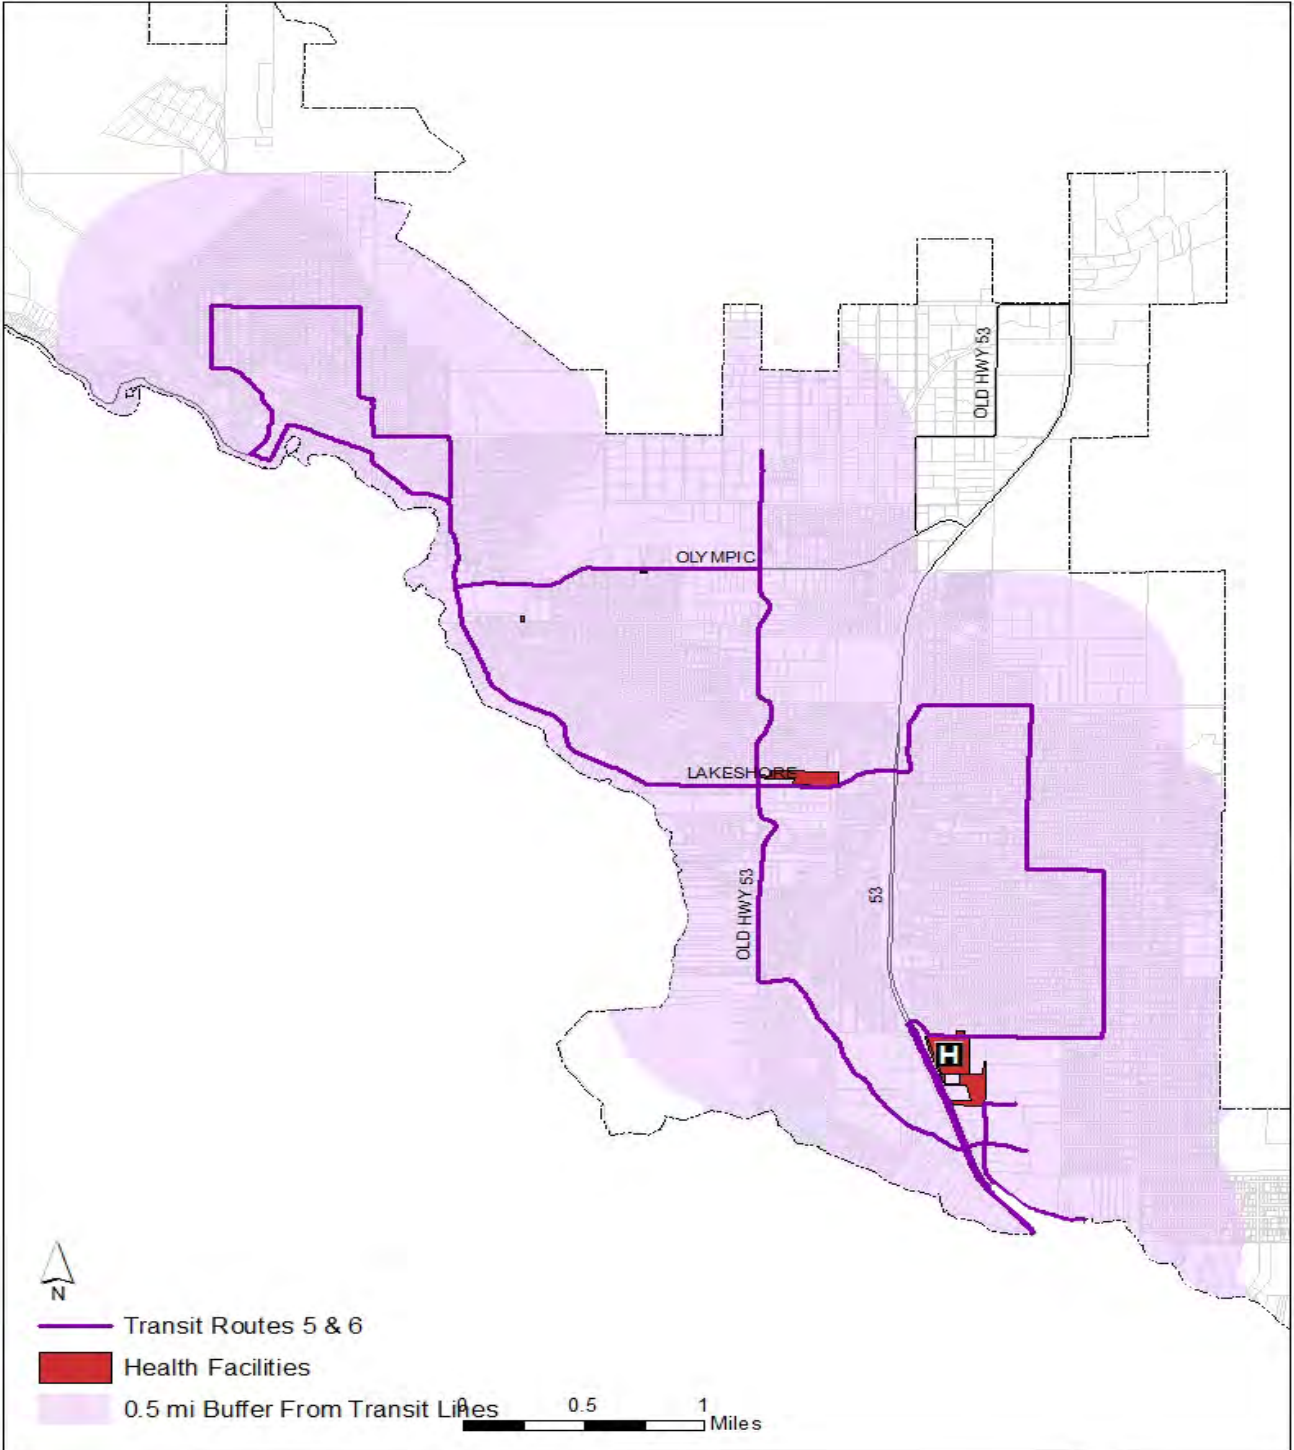 OLD HWY 53
OLYMPIC
LAKESHORE
OLD HWY 53
53
H
N
Transit Routes 5 & 6
Health Facilities
0.5 mi Buffer From Transit Lines
0 0.5 1
Miles